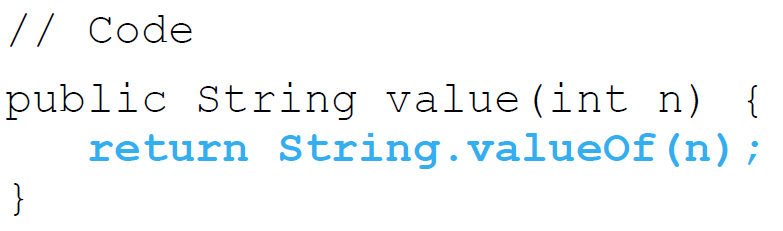 // Code
public String value(int n) {
   return String.valueOf(n);
}